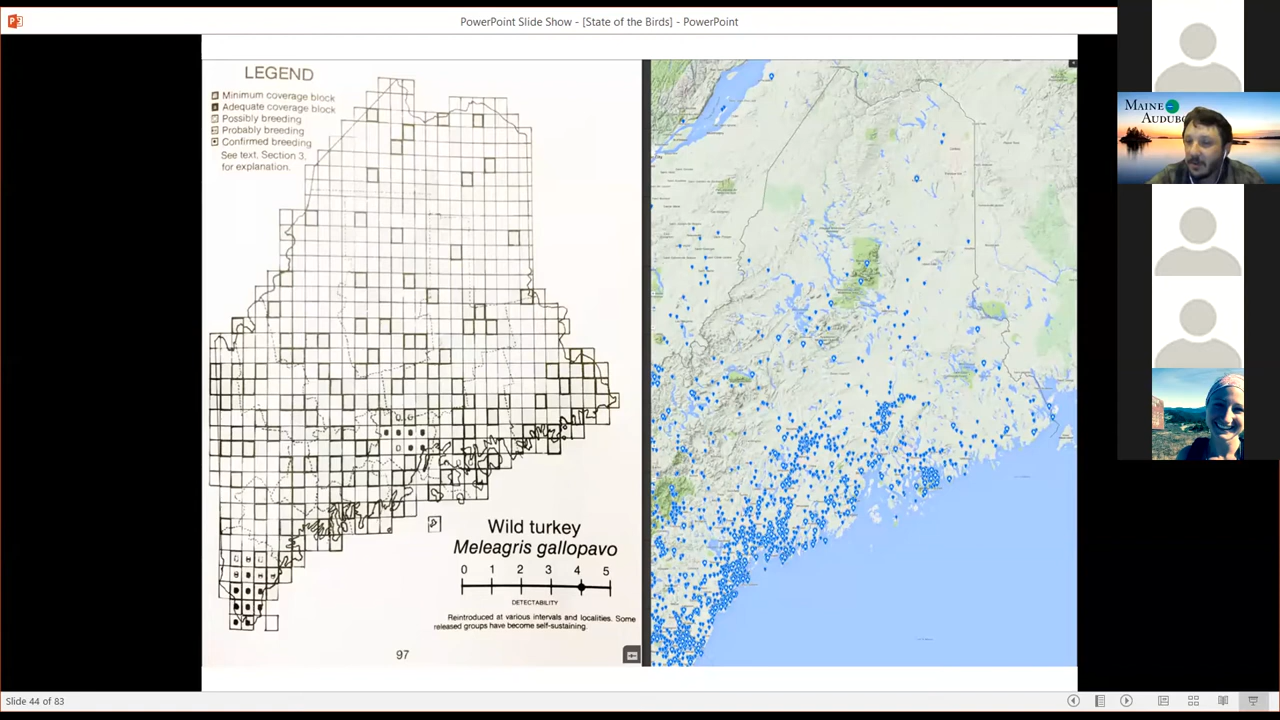 PowerPoint Slide Show - [State of the Birds] - PowerPoint
LEGEND
Minimum coverage block
Adequate coverage block
Possibly breeding
Probably breeding
Confirmed breeding
See text, Section 3.
for explanation.
Wild turkey
Meleagris gallopavo
0 1 2 3 4 5
DETECTABILITY
Reintroduced at various intervals and localities. Some
released groups have become self-sustaining.
97
MAINE
AUDUBO
Slide 44 of 83